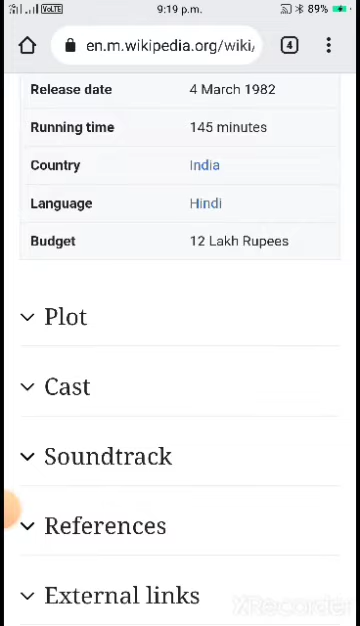 VoLTE 9:19 p.m. 89%
en.m.wikipedia.org/wiki/ 4
Release date 4 March 1982
Running time 145 minutes
Country India
Language Hindi
Budget 12 Lakh Rupees
Plot
Cast
Soundtrack
References
External links
XRecorder